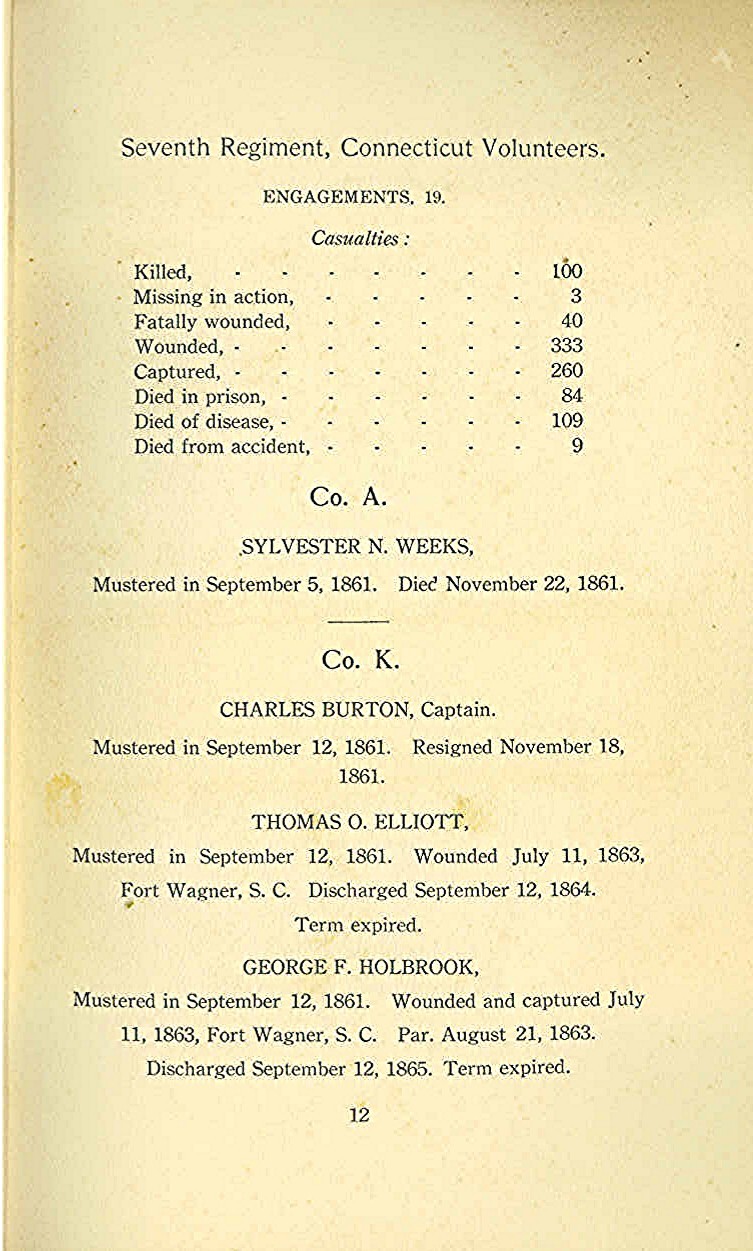 Seventh Regiment, Connecticut Volunteers.
ENGAGEMENTS, 19.
Casualties:
Killed, - - - - - - - 100
Missing in action, - - - - - 3
Fatally wounded, - - - - - 40
Wounded, - - - - - - - 333
Captured, - - - - - - - 260
Died in prison, - - - - - - 84
Died of disease, - - - - - - 109
Died from accident, - - - - - 9
Co. A.
SYLVESTER N. WEEKS,
Mustered in September 5, 1861. Died November 22, 1861.
Co. K.
CHARLES BURTON, Captain.
Mustered in September 12, 1861. Resigned November 18,
1861.
THOMAS O. ELLIOTT,
Mustered in September 12, 1861. Wounded July 11, 1863,
Fort Wagner, S. C. Discharged September 12, 1864.
Term expired.
GEORGE F. HOLBROOK,
Mustered in September 12, 1861. Wounded and captured July
11, 1863, Fort Wagner, S. C. Par. August 21, 1863.
Discharged September 12, 1865. Term expired.
12